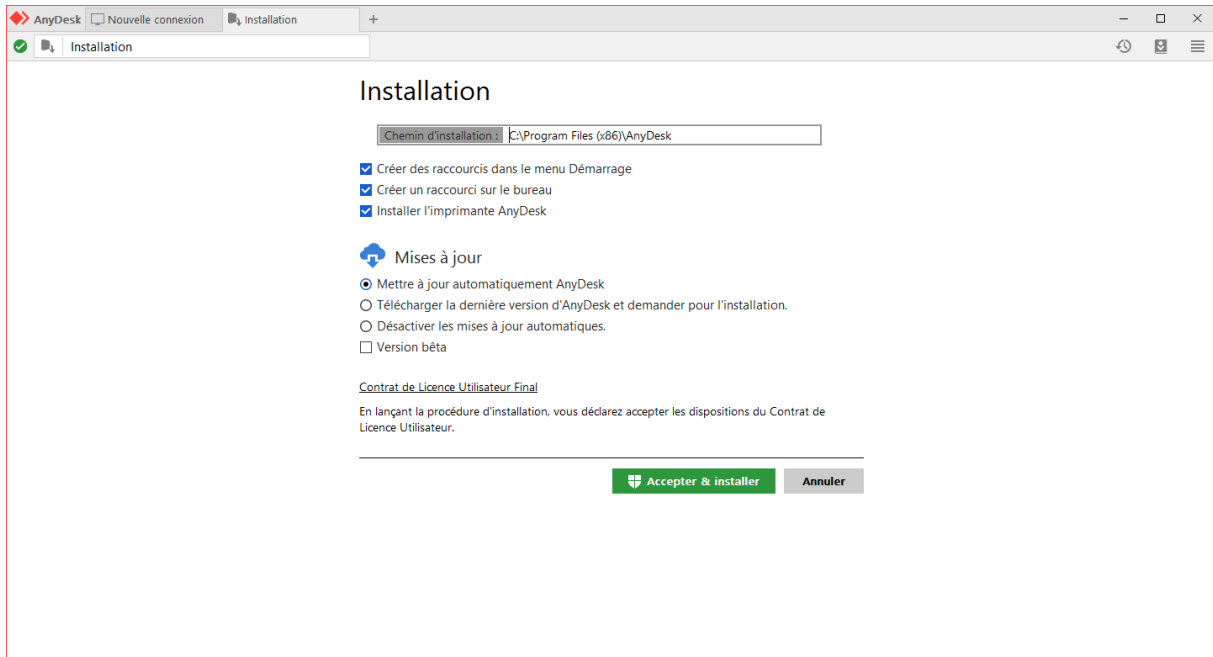 AnyDesk Nouvelle connexion Installation
Installation
Installation
Chemin d'installation : C:\Program Files (x86)\AnyDesk
Créer des raccourcis dans le menu Démarrage
Créer un raccourci sur le bureau
Installer l'imprimante AnyDesk
Mises à jour
Mettre à jour automatiquement AnyDesk
Télécharger la dernière version d'AnyDesk et demander pour l'installation.
Désactiver les mises à jour automatiques.
Version bêta
Contrat de Licence Utilisateur Final
En lançant la procédure d'installation, vous déclarez accepter les dispositions du Contrat de
Licence Utilisateur.
Accepter & installer Annuler